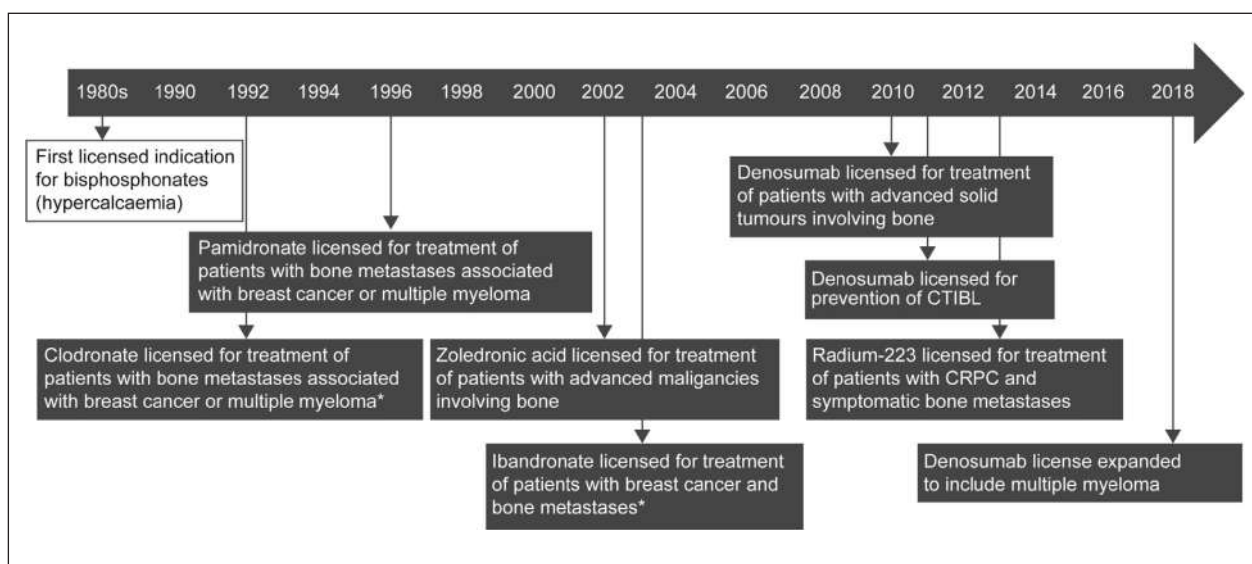 1980s 1990 1992 1994 1996 1998 2000 2002 2004 2006 2008 2010 2012 2014 2016 2018
First licensed indication
for bisphosphonates
(hypercalcaemia)
Denosumab licensed for treatment
of patients with advanced solid
tumours involving bone
Pamidronate licensed for treatment of
patients with bone metastases associated
with breast cancer or multiple myeloma
Denosumab licensed for
prevention of CTIBL
Clodronate licensed for treatment of
patients with bone metastases associated
with breast cancer or multiple myeloma*
Zoledronic acid licensed for treatment
of patients with advanced maligancies
involving bone
Radium-223 licensed for treatment
of patients with CRPC and
symptomatic bone metastases
Ibandronate licensed for treatment
of patients with breast cancer and
bone metastases*
Denosumab license expanded
to include multiple myeloma